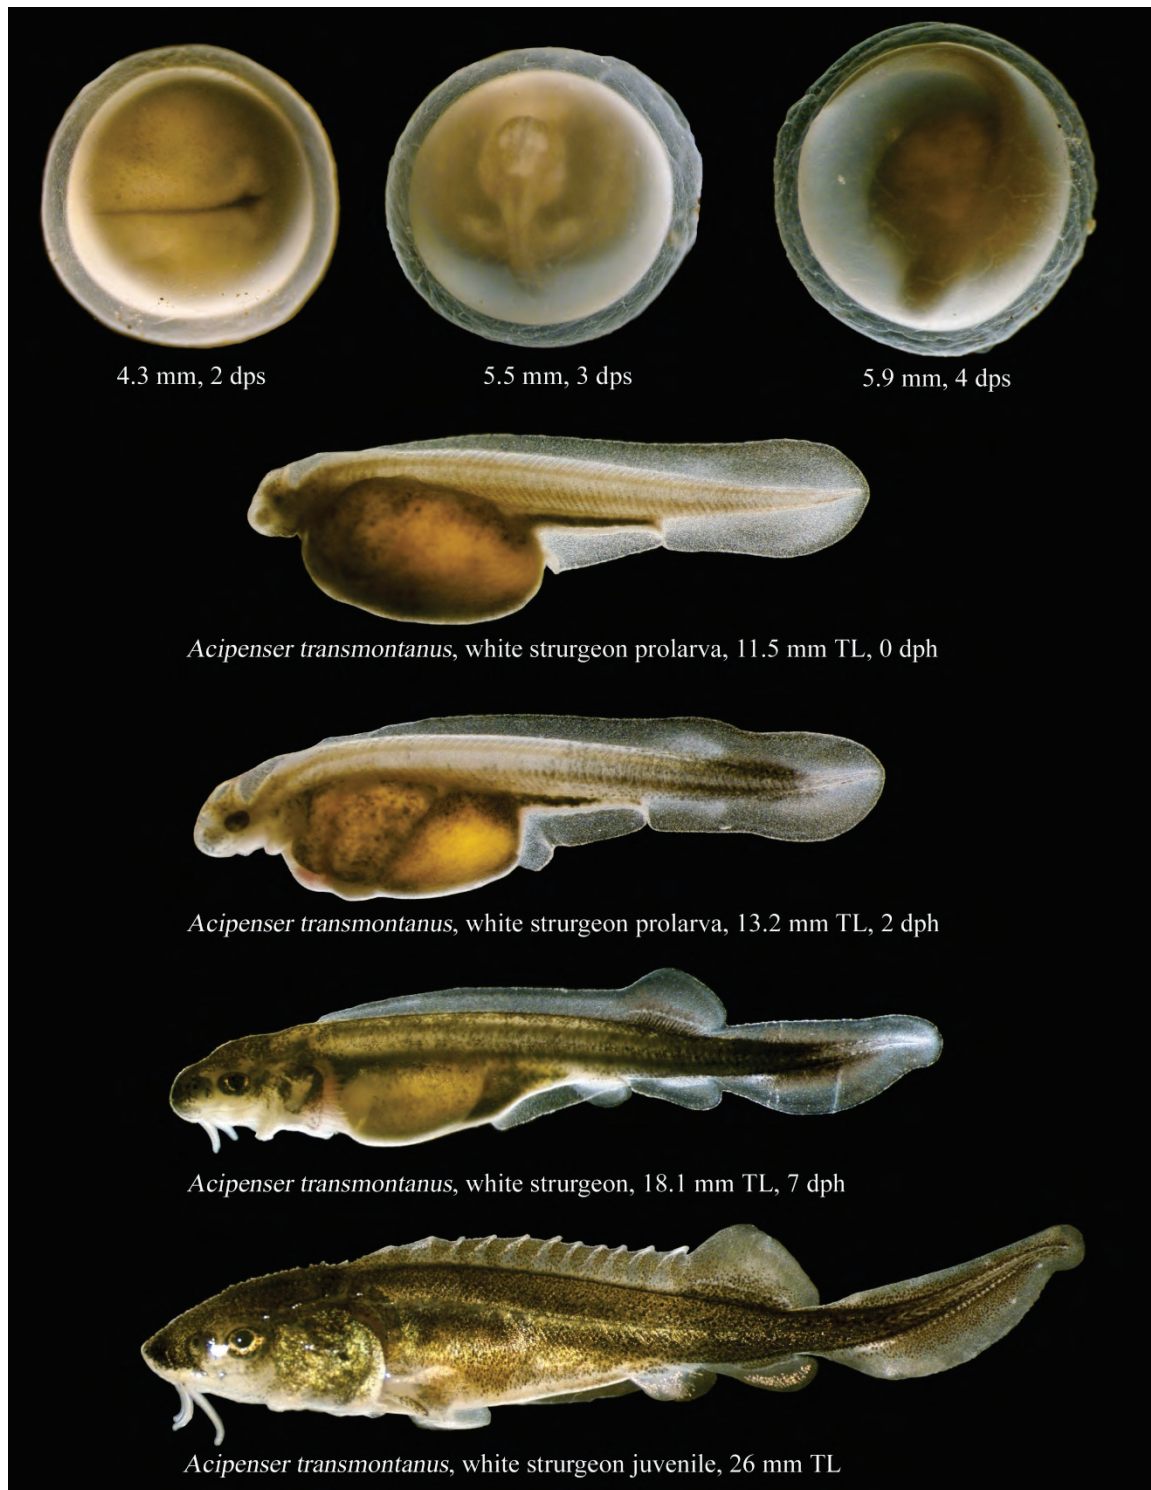 4.3 mm, 2 dps
5.5 mm, 3 dps
5.9 mm, 4 dps
Acipenser transmontanus, white strurgeon prolarva, 11.5 mm TL, 0 dph
Acipenser transmontanus, white strurgeon prolarva, 13.2 mm TL, 2 dph
Acipenser transmontanus, white strurgeon, 18.1 mm TL, 7 dph
Acipenser transmontanus, white strurgeon juvenile, 26 mm TL